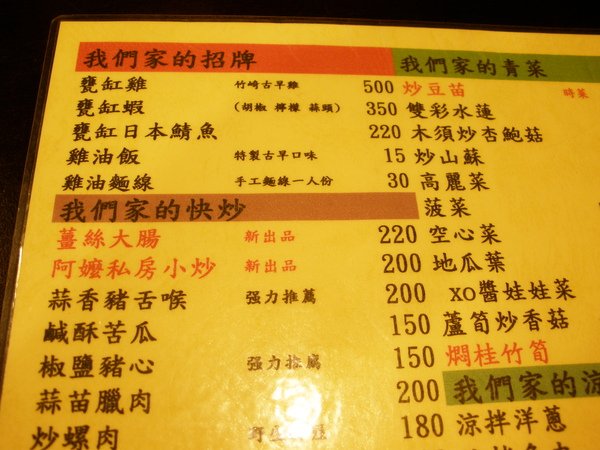 我們家的招牌
甕缸雞 竹崎古早雞 500
甕缸蝦 (胡椒 檸檬 蒜頭) 350
甕缸日本鯖魚 220
雞油飯 特製古早口味 15
雞油麵線 手工麵線一人份 30
我們家的快炒
薑絲大腸 新出品 220
阿嬤私房小炒 新出品 200
蒜香豬舌喉 强力推薦 200
鹹酥苦瓜 150
椒鹽豬心 强力推薦 150
蒜苗臘肉 200
炒螺肉 180
我們家的青菜
炒豆苗 時菜
雙彩水蓮
木須炒杏鮑菇
炒山蘇
高麗菜
菠菜
空心菜
地瓜葉
XO醬娃娃菜
蘆筍炒香菇
燜桂竹筍
我們家的涼
涼拌洋蔥